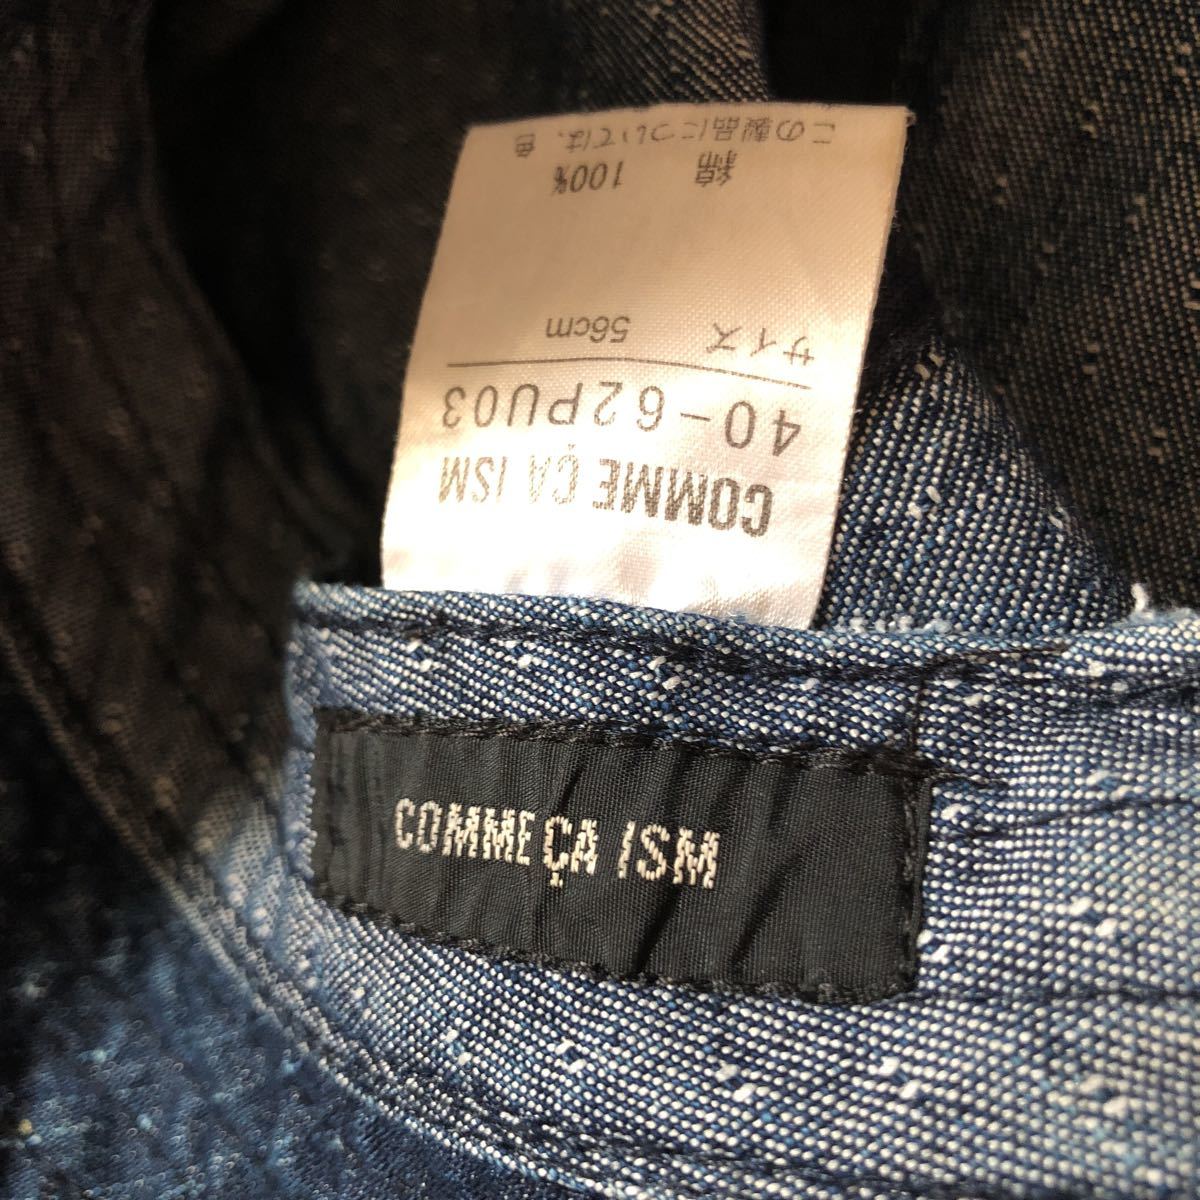 COMME ÇA ISM
40-62PU03
サイズ 56cm
綿 100%
この製品については、色
COMME ÇA ISM